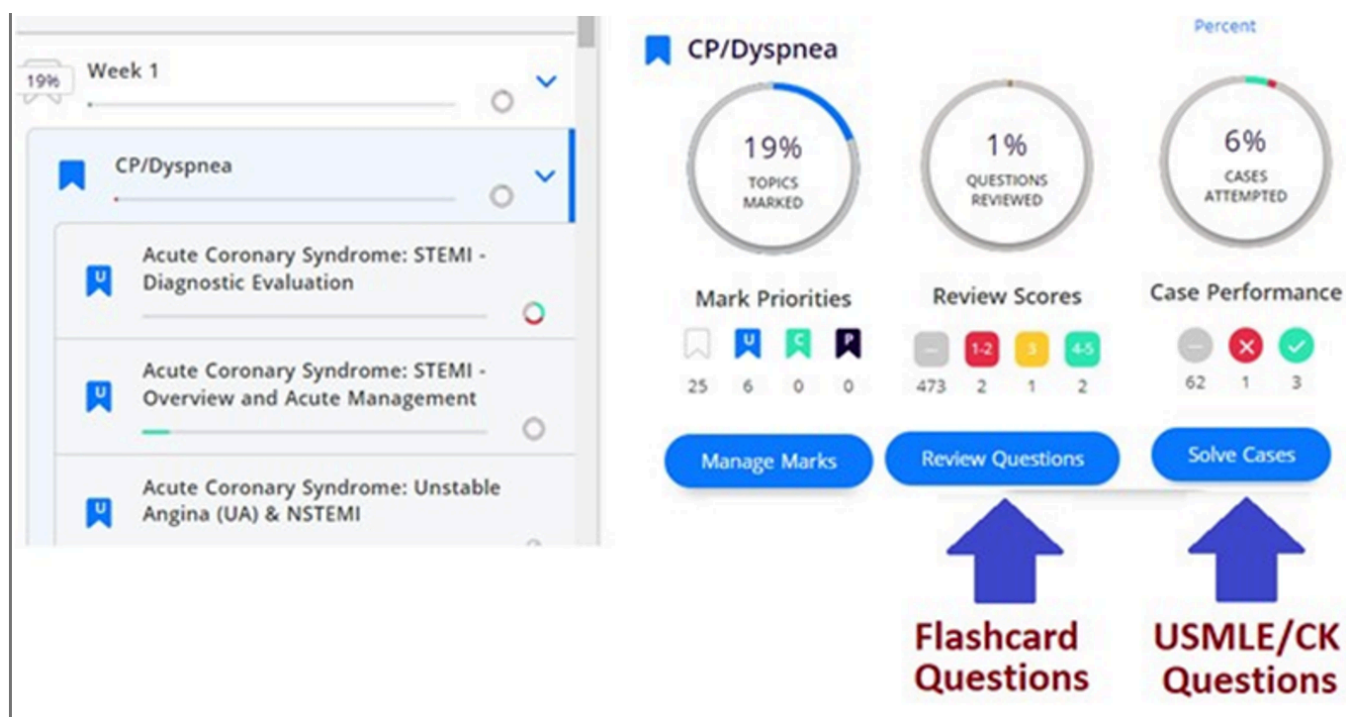 19%
Week 1
CP/Dyspnea
U
Acute Coronary Syndrome: STEMI -
Diagnostic Evaluation
U
Acute Coronary Syndrome: STEMI -
Overview and Acute Management
U
Acute Coronary Syndrome: Unstable
Angina (UA) & NSTEMI
Percent
CP/Dyspnea
19%
TOPICS
MARKED
1%
QUESTIONS
REVIEWED
6%
CASES
ATTEMPTED
Mark Priorities
U C P
25 6 0 0
Manage Marks
Review Scores
1-2 3 4-5
473 2 1 2
Review Questions
Case Performance
62 1 3
Solve Cases
Flashcard
Questions
USMLE/CK
Questions